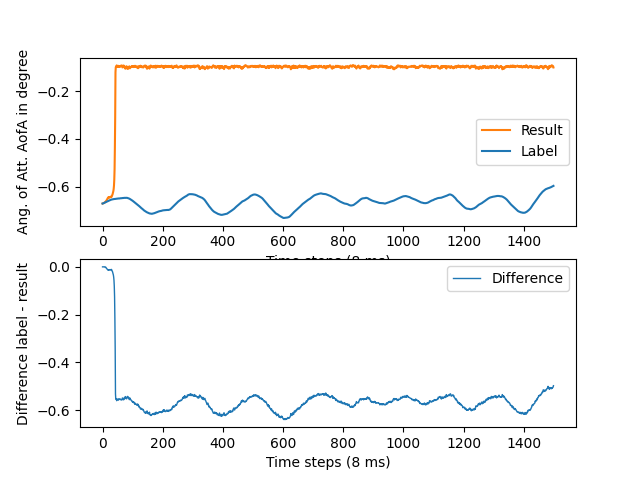 Ang. of Att. AofA in degree
−0.2
−0.4
−0.6
Result
Label
0 200 400 600 800 1000 1200 1400
Time steps (8 ms)
Difference label - result
0.0
−0.2
−0.4
−0.6
Difference
0 200 400 600 800 1000 1200 1400
Time steps (8 ms)